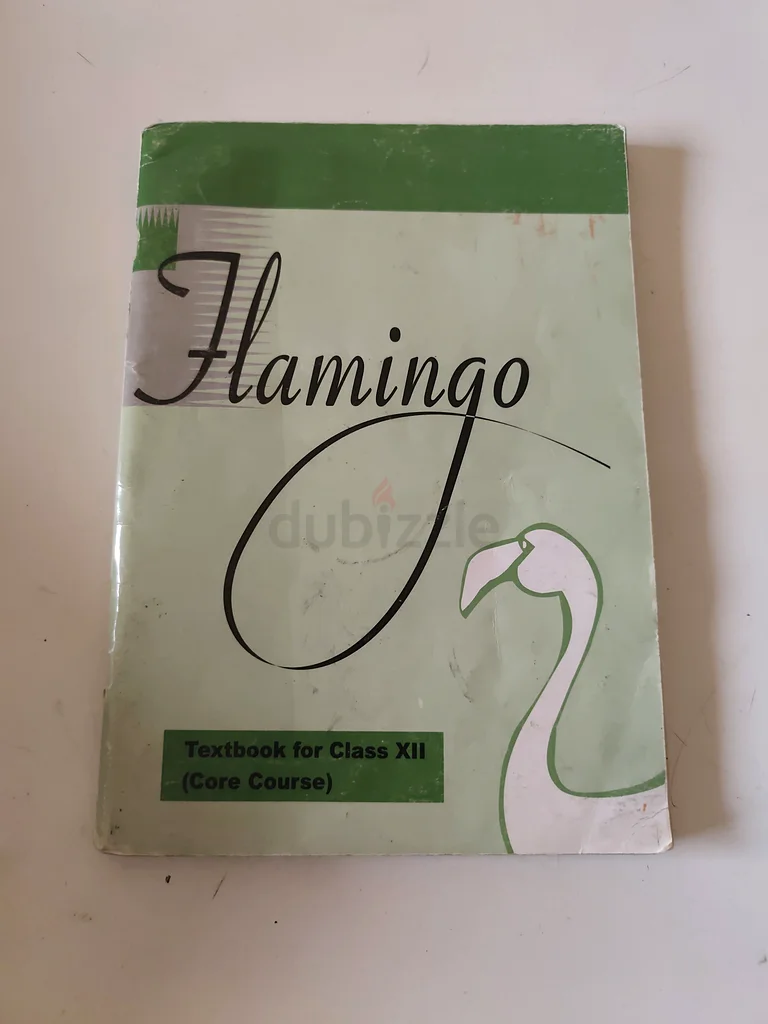 Flamingo
dubizzle
Textbook for Class XII
(Core Course)